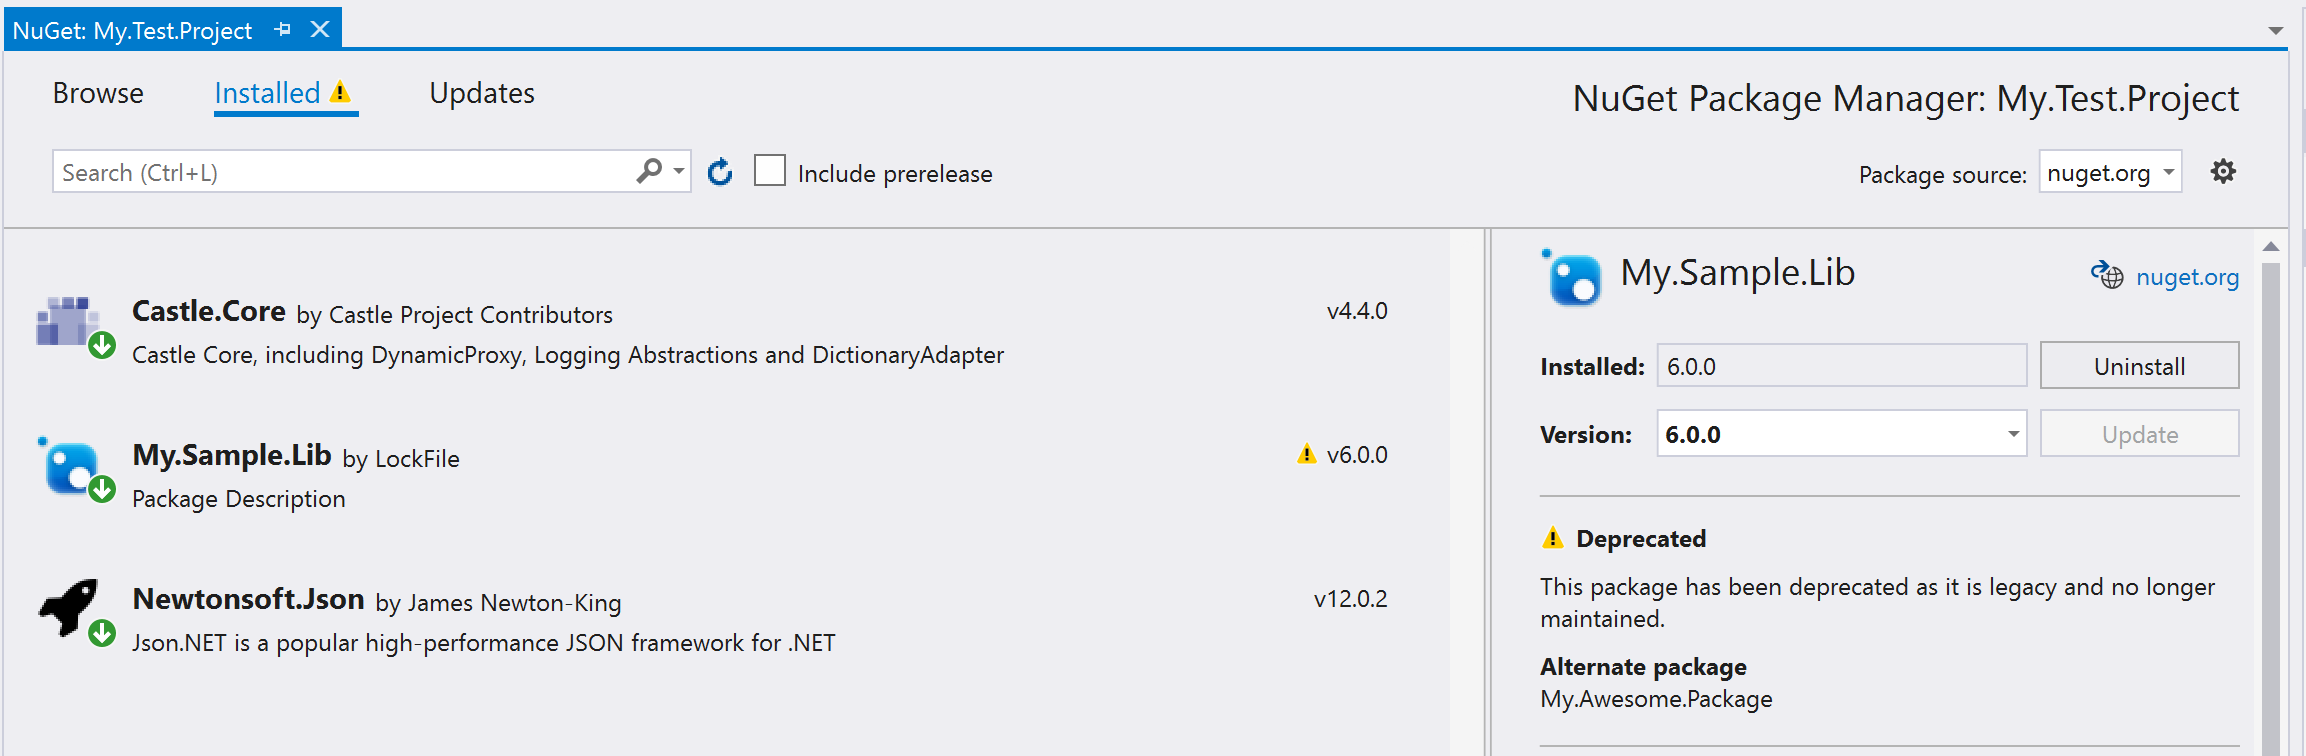 NuGet: My.Test.Project
Browse Installed Updates
NuGet Package Manager: My.Test.Project
Search (Ctrl+L)
Include prerelease
Package source: nuget.org
Castle.Core by Castle Project Contributors v4.4.0
Castle Core, including DynamicProxy, Logging Abstractions and DictionaryAdapter
My.Sample.Lib by LockFile v6.0.0
Package Description
Newtonsoft.Json by James Newton-King v12.0.2
Json.NET is a popular high-performance JSON framework for .NET
My.Sample.Lib nuget.org
Installed: 6.0.0 Uninstall
Version: 6.0.0 Update
Deprecated
This package has been deprecated as it is legacy and no longer
maintained.
Alternate package
My.Awesome.Package